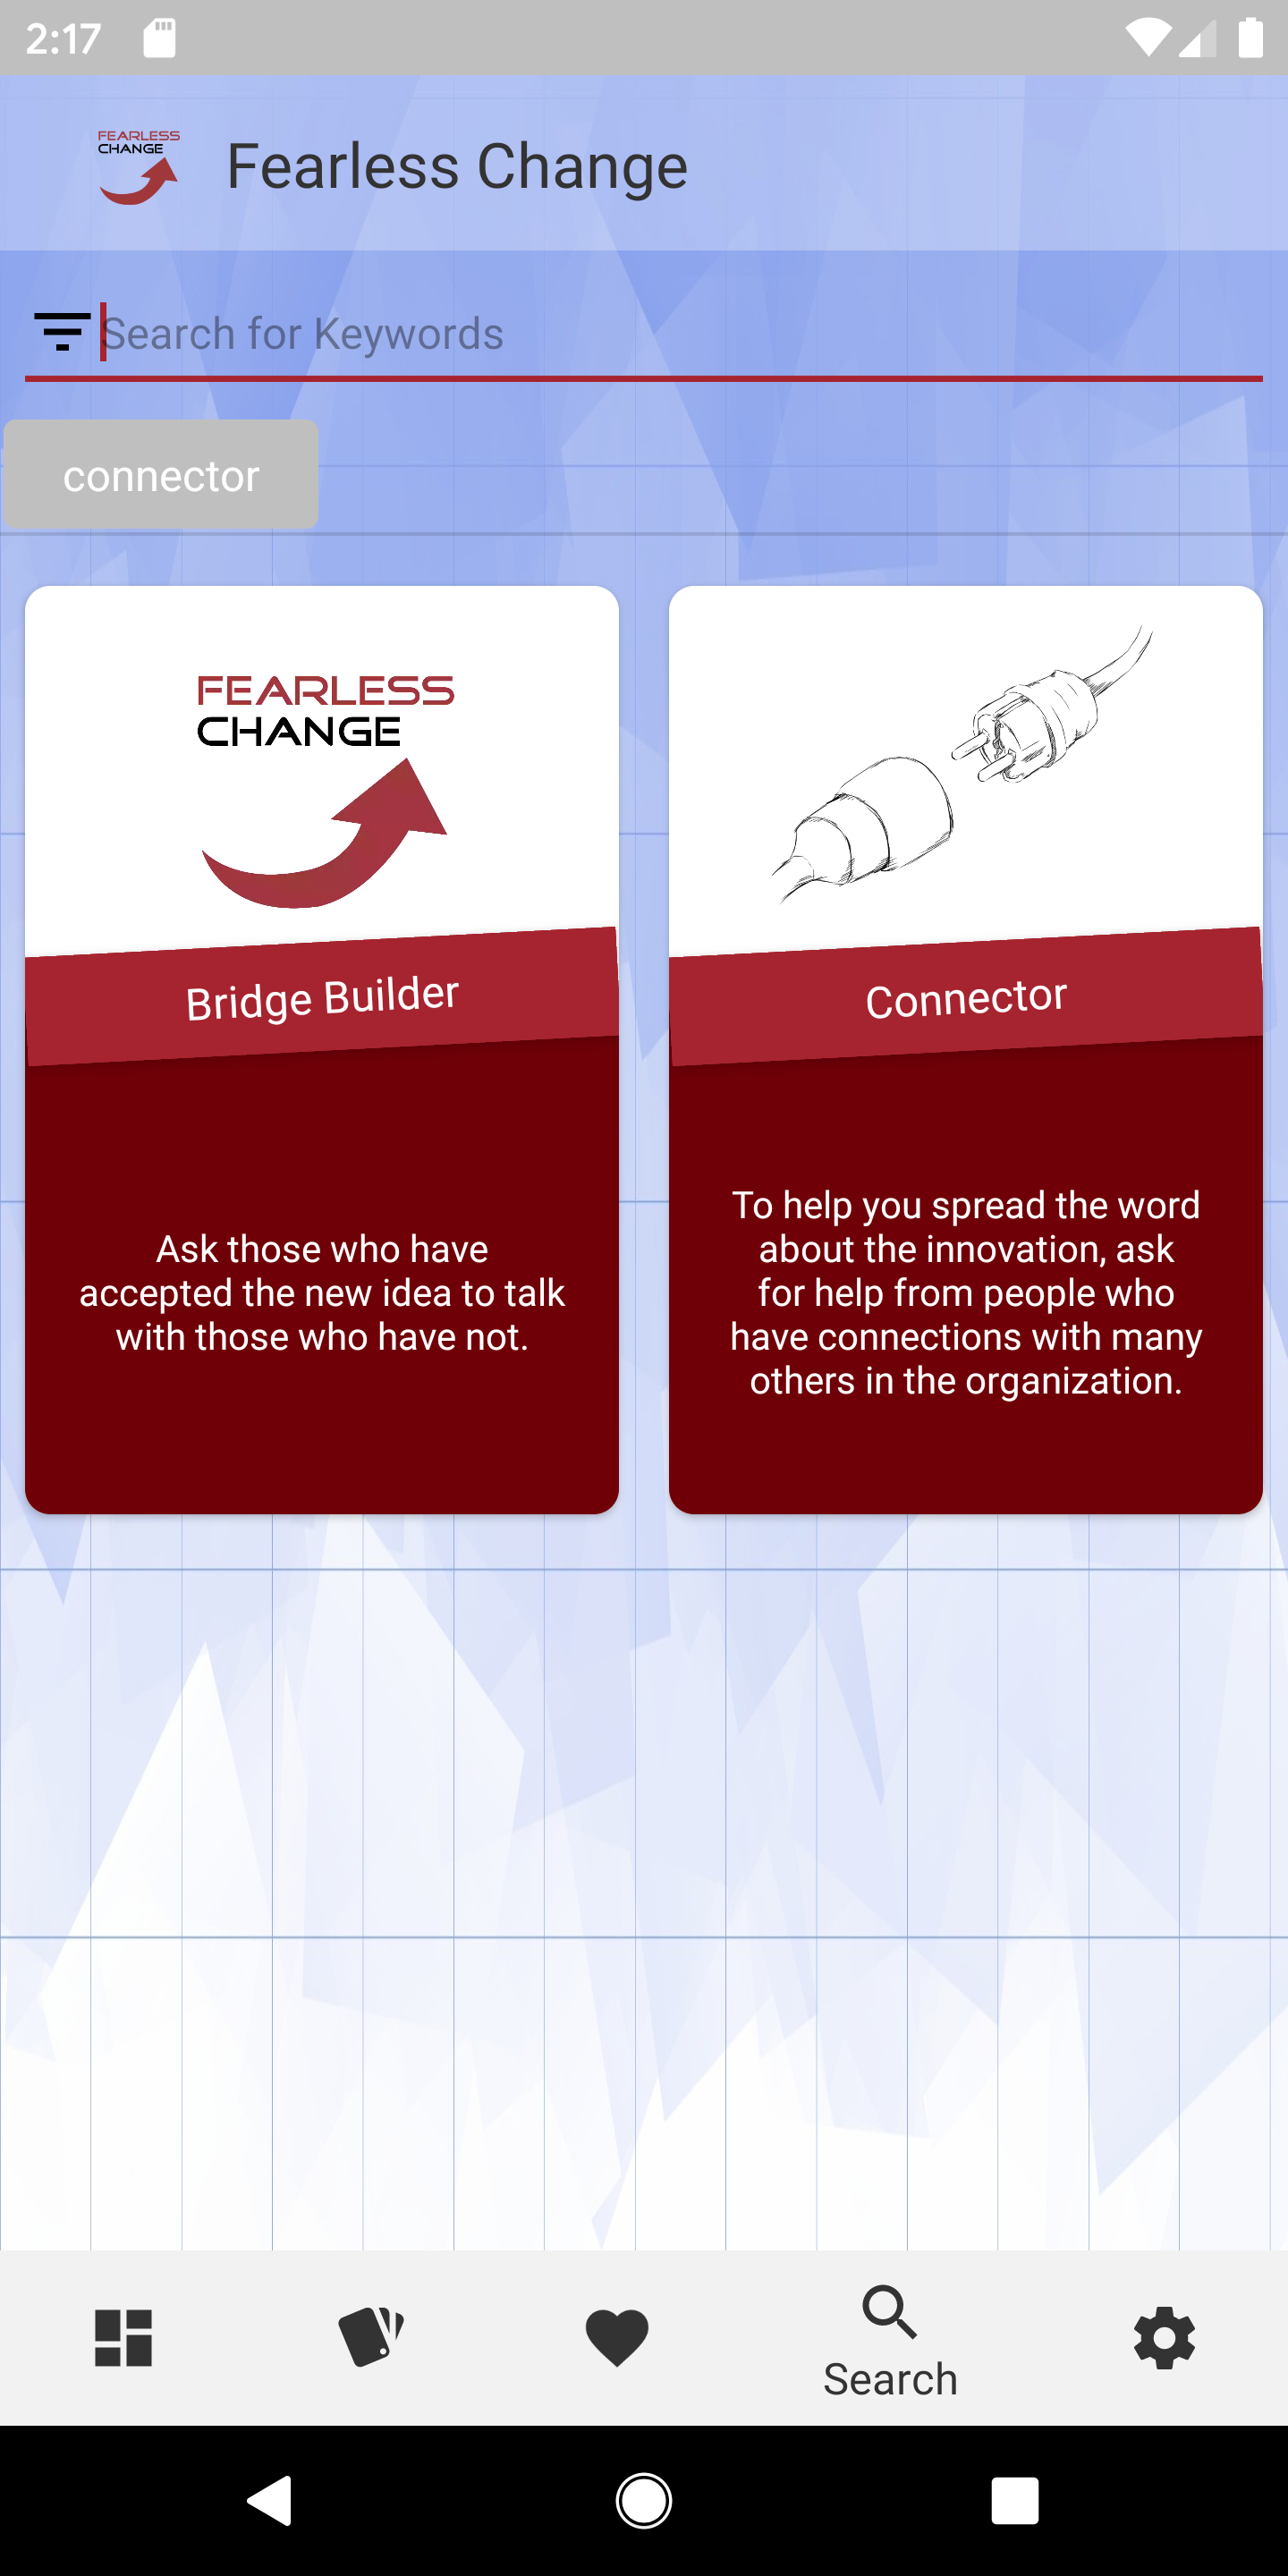 2:17
FEARLESS
CHANGE
Fearless Change
Search for Keywords
connector
FEARLESS
CHANGE
Bridge Builder
Ask those who have
accepted the new idea to talk
with those who have not.
Connector
To help you spread the word
about the innovation, ask
for help from people who
have connections with many
others in the organization.
Search